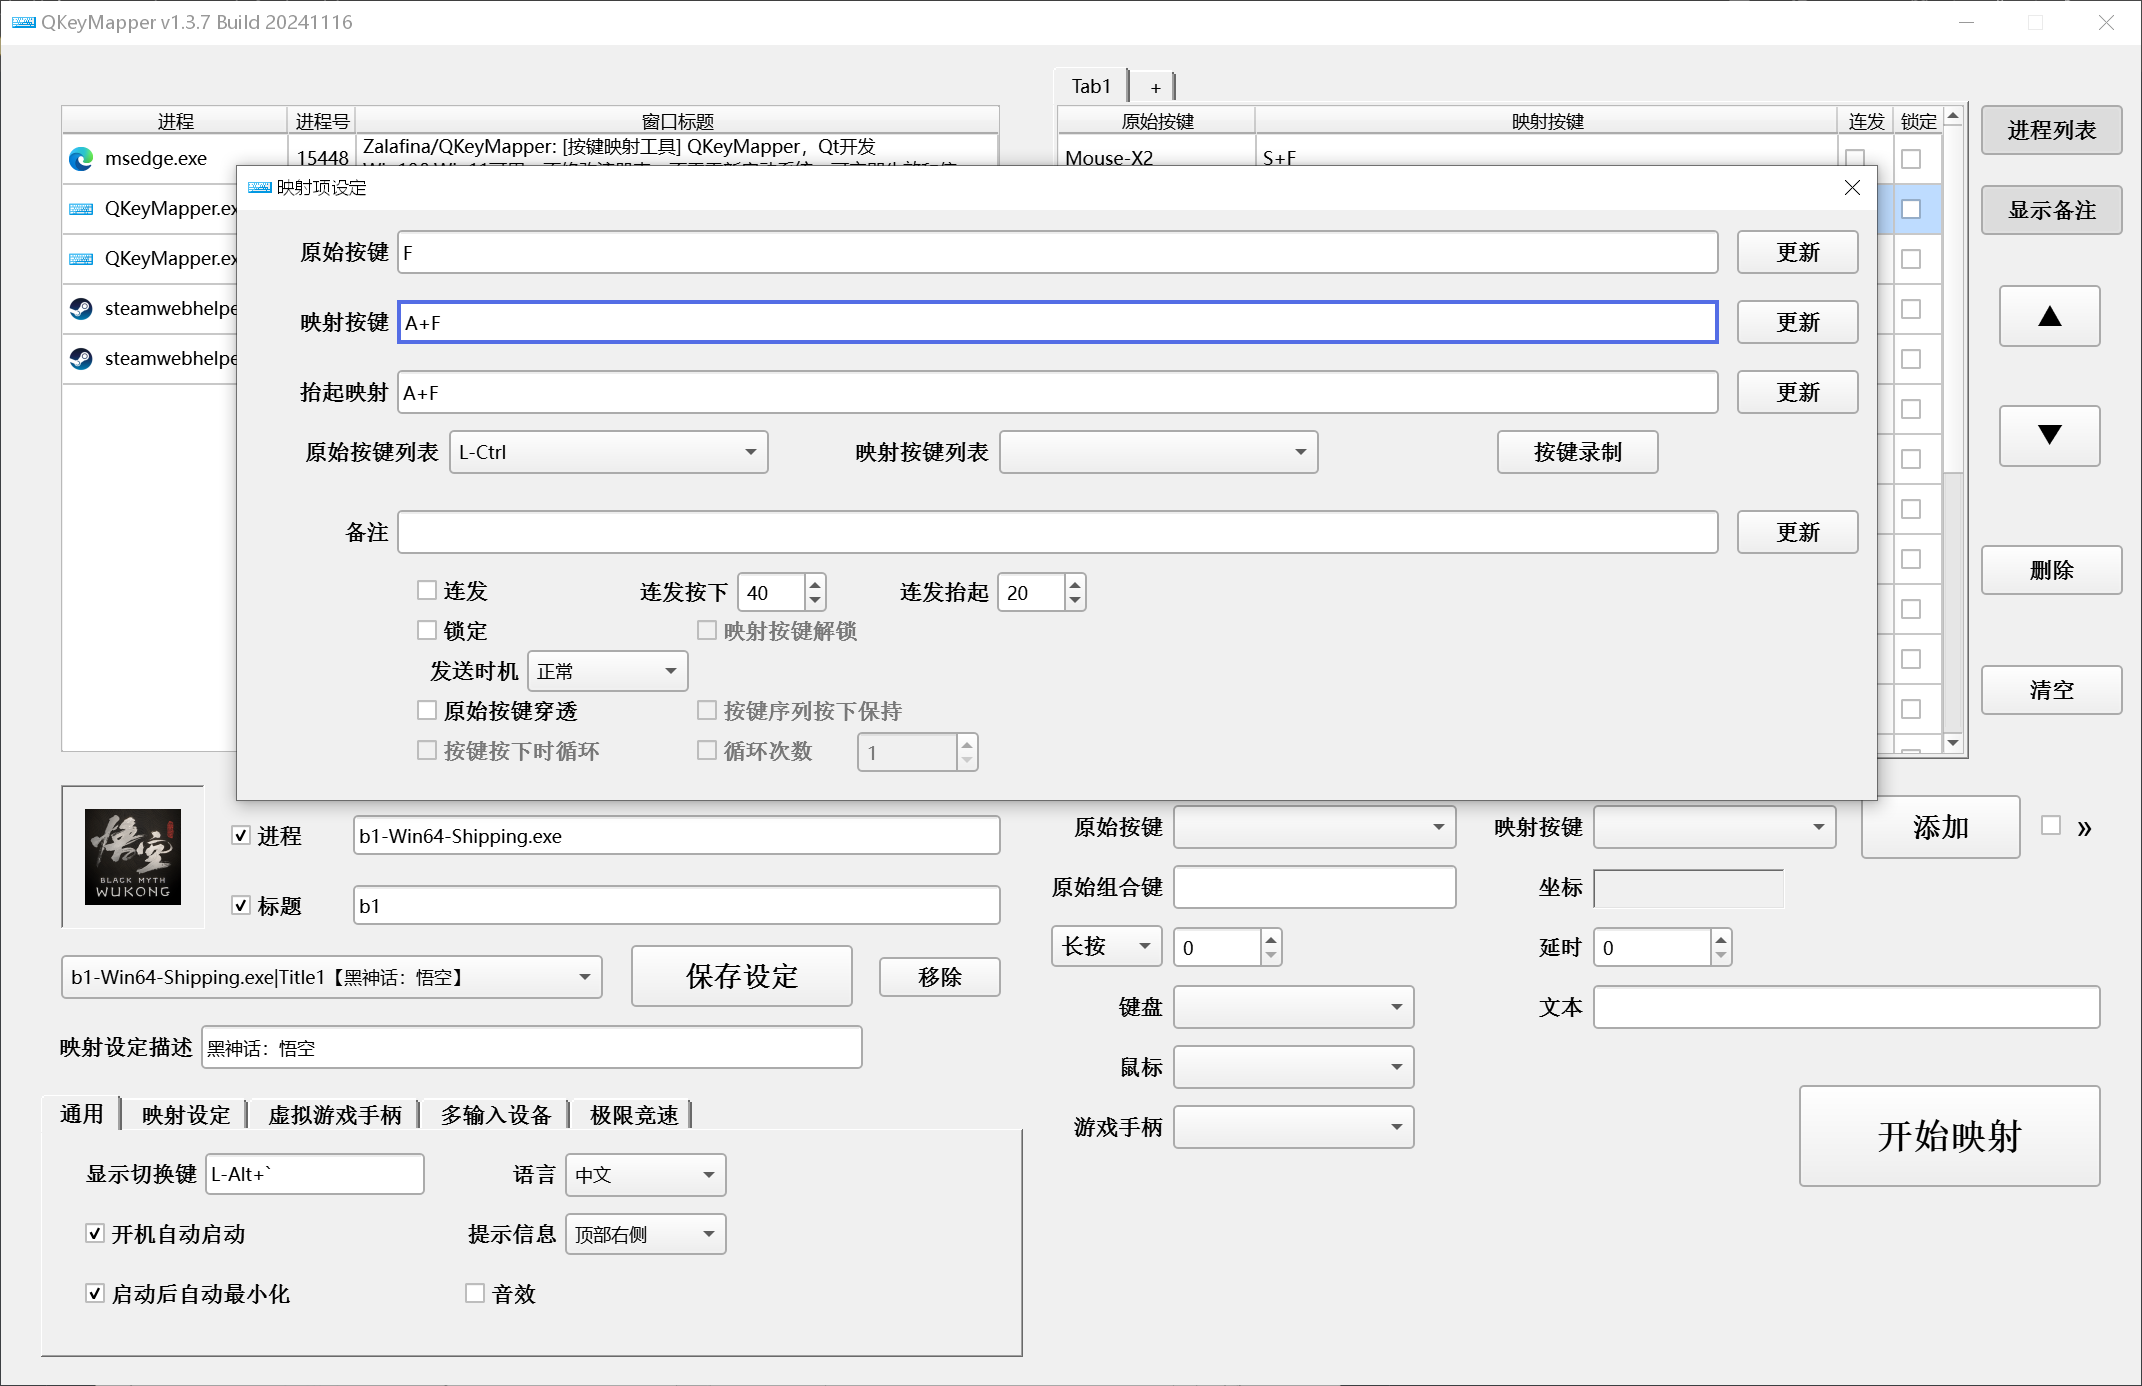 QKeyMapper v1.3.7 Build 20241116
Tab1
+
进程 进程号 窗口标题
原始按键 映射按键 连发 锁定
进程列表
msedge.exe 15448 Zalafina/QKeyMapper: [按键映射工具] QKeyMapper，Qt开发
Mouse-X2 S+F
映射项设定
QKeyMapper.ex
显示备注
原始按键 F 更新
QKeyMapper.ex
steamwebhelpe
映射按键 A+F 更新
▲
steamwebhelpe
抬起映射 A+F 更新
▼
原始按键列表 L-Ctrl 映射按键列表 按键录制
备注 更新
删除
连发 连发按下 40 连发抬起 20
锁定 映射按键解锁
发送时机 正常
清空
原始按键穿透 按键序列按下保持
按键按下时循环 循环次数 1
悟空
BLACK MYTH
WUKONG
进程 b1-Win64-Shipping.exe
原始按键 映射按键 添加 »
标题 b1
原始组合键 坐标
b1-Win64-Shipping.exe|Title1【黑神话：悟空】 保存设定 移除
长按 0 延时 0
键盘 文本
映射设定描述 黑神话：悟空
鼠标
通用 映射设定 虚拟游戏手柄 多输入设备 极限竞速
游戏手柄 开始映射
显示切换键 L-Alt+` 语言 中文
开机自动启动 提示信息 顶部右侧
启动后自动最小化 音效